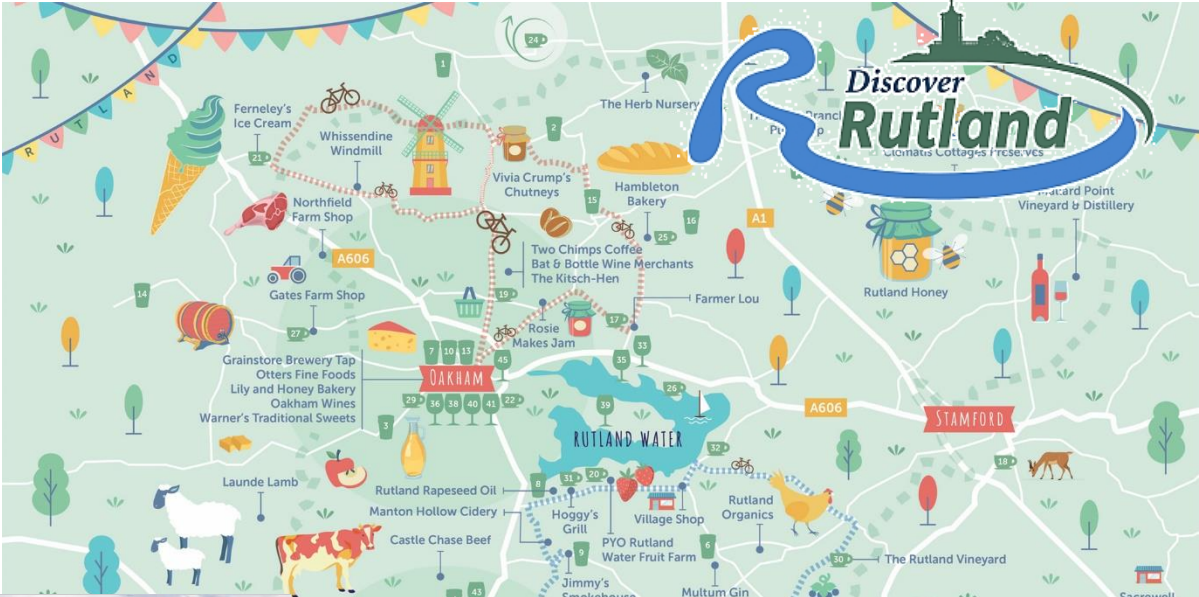 RUTLAND
24
1
The Herb Nursery
Discover
Rutland
Ferneley's
Ice Cream
21
Whissendine
Windmill
2
Vivia Crump's
Chutneys
Hambleton
Bakery
15
16
25
Northfield
Farm Shop
A606
A1
Clematis Cottages Preserves
Point
Vineyard & Distillery
Two Chimps Coffee
Bat & Bottle Wine Merchants
The Kitsch-Hen
Rutland Honey
Gates Farm Shop
14
27
19
Farmer Lou
Rosie
Makes Jam
17
33
35
Grainstore Brewery Tap
Otters Fine Foods
Lily and Honey Bakery
Oakham Wines
Warner's Traditional Sweets
7
10
13
45
OAKHAM
29
36
38
40
41
22
3
39
26
RUTLAND WATER
A606
STAMFORD
18
32
Launde Lamb
Rutland Rapeseed Oil
8
31
20
Manton Hollow Cidery
Hoggy's
Grill
Village Shop
Rutland
Organics
Castle Chase Beef
9
PYO Rutland
Water Fruit Farm
6
30
The Rutland Vineyard
43
Jimmy's
Smokehouse
Multum Gin
Sacrewell